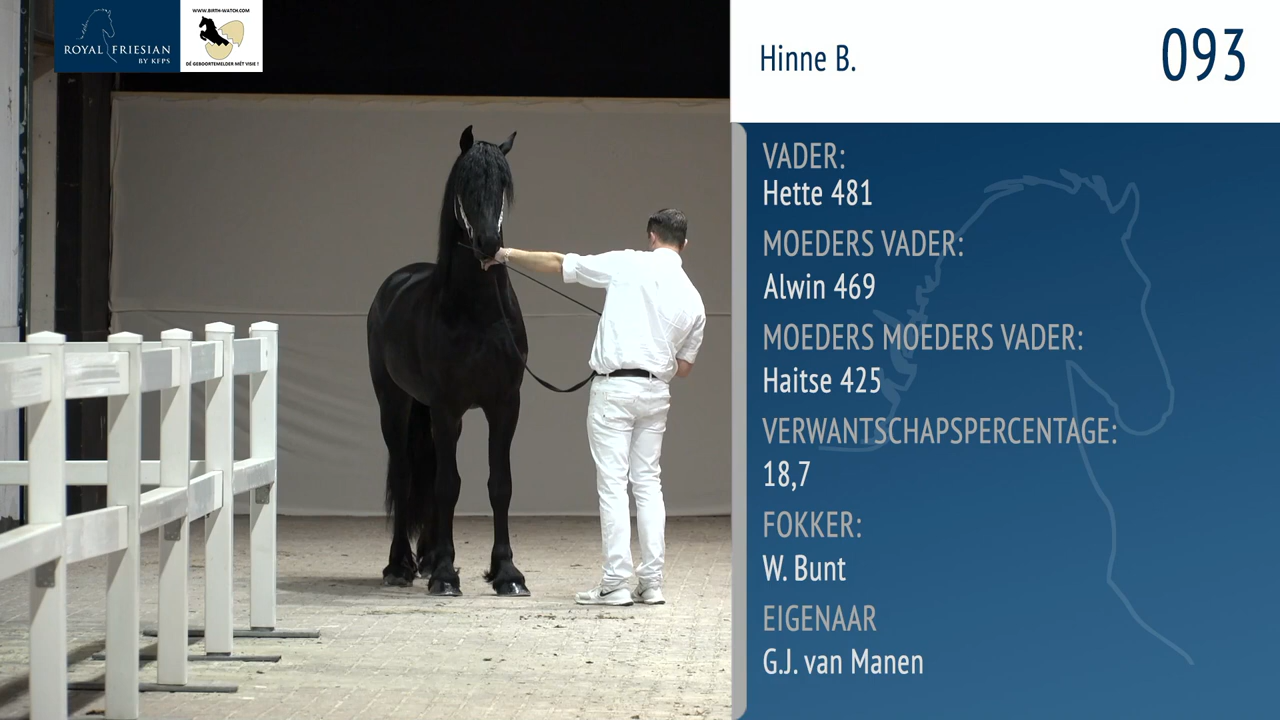 ROYAL FRIESIAN
BY KFPS
WWW.BIRTH-WATCH.COM
DÉ GEBOORTEMELDER MÉT VISIE !
Hinne B.
093
VADER:
Hette 481
MOEDERS VADER:
Alwin 469
MOEDERS MOEDERS VADER:
Haitse 425
VERWANTSCHAPSPERCENTAGE:
18,7
FOKKER:
W. Bunt
EIGENAAR
G.J. van Manen